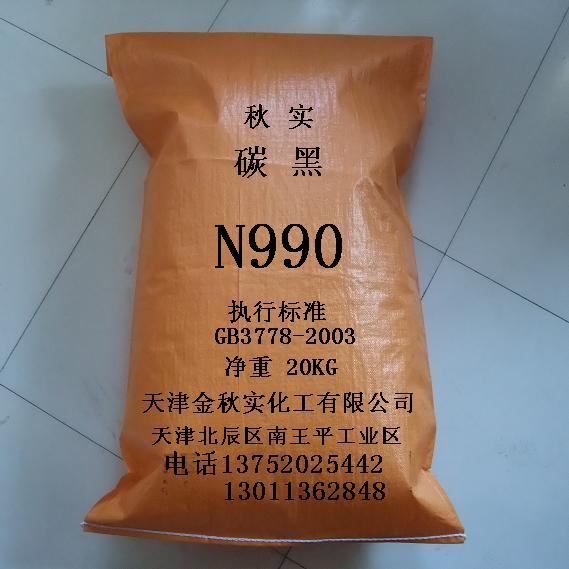 秋 实
碳 黑
N990
执行标准
GB3778-2003
净重 20KG
天津金秋实化工有限公司
天津北辰区南王平工业区
电话13752025442
13011362848